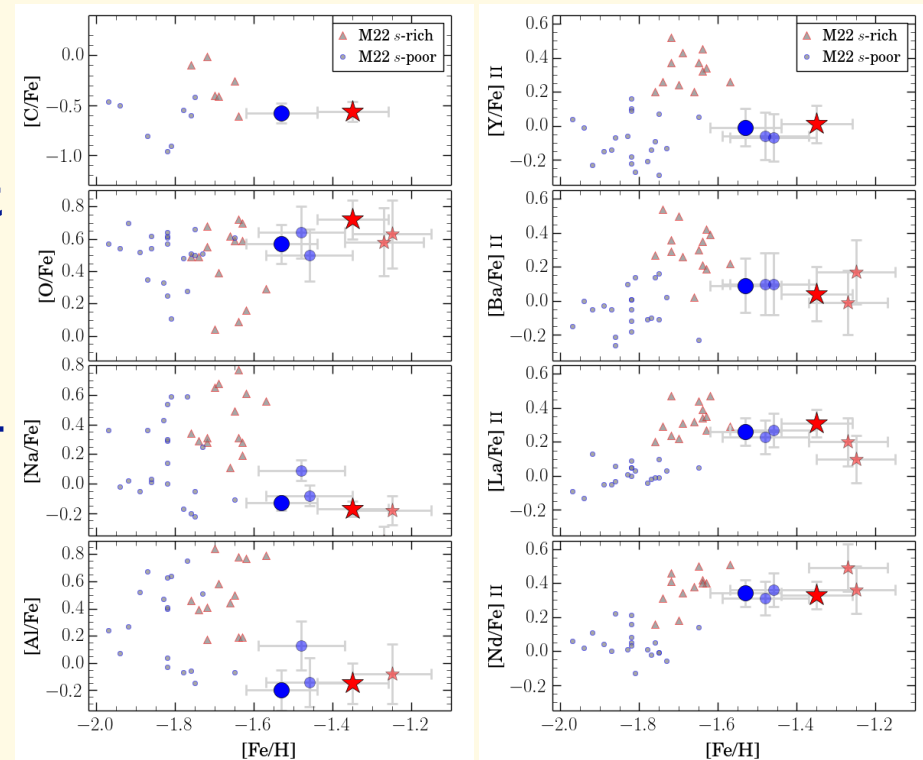 M22 s-rich
M22 s-poor
[C/Fe]
0.0
−0.5
−1.0
[O/Fe]
0.8
0.6
0.4
0.2
0.0
[Na/Fe]
0.8
0.6
0.4
0.2
0.0
−0.2
[Al/Fe]
0.8
0.6
0.4
0.2
0.0
−0.2
−2.0 −1.8 −1.6 −1.4 −1.2
[Fe/H]
M22 s-rich
M22 s-poor
[Y/Fe] II
0.6
0.4
0.2
0.0
−0.2
[Ba/Fe] II
0.6
0.4
0.2
0.0
−0.2
[La/Fe] II
0.6
0.4
0.2
0.0
−0.2
[Nd/Fe] II
0.6
0.4
0.2
0.0
−0.2
−2.0 −1.8 −1.6 −1.4 −1.2
[Fe/H]